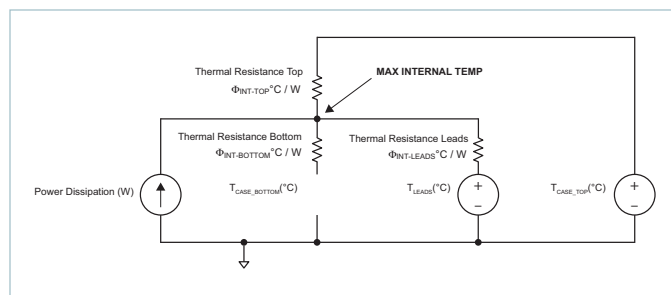 Thermal Resistance Top
MAX INTERNAL TEMP
ΦINT-TOP°C / W
Thermal Resistance Bottom
ΦINT-BOTTOM°C / W
Thermal Resistance Leads
ΦINT-LEADS°C / W
Power Dissipation (W)
TCASE_BOTTOM(°C)
TLEADS(°C)
TCASE_TOP(°C)
+
–
+
–